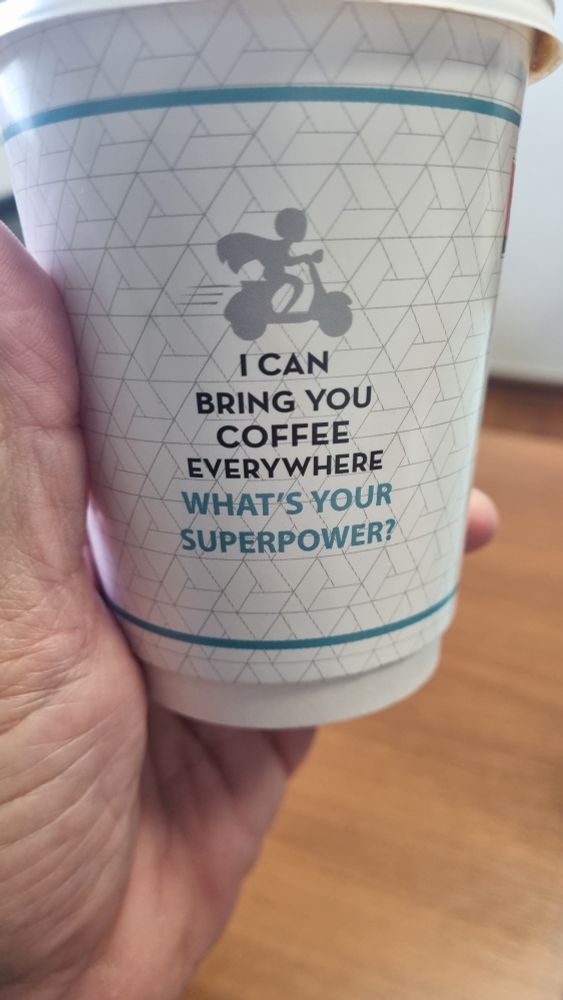 I CAN
BRING YOU
COFFEE
EVERYWHERE
WHAT'S YOUR
SUPERPOWER?